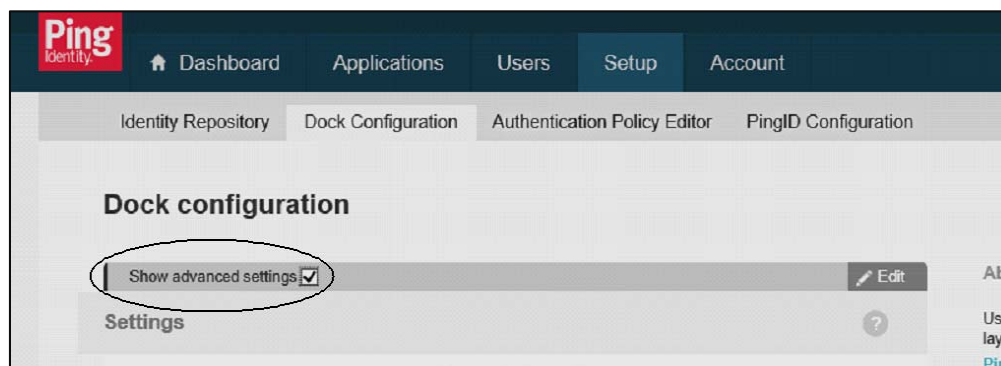 Ping
Identity.
Dashboard Applications Users Setup Account
Identity Repository Dock Configuration Authentication Policy Editor PingID Configuration
Dock configuration
Show advanced settings Edit
Settings ?